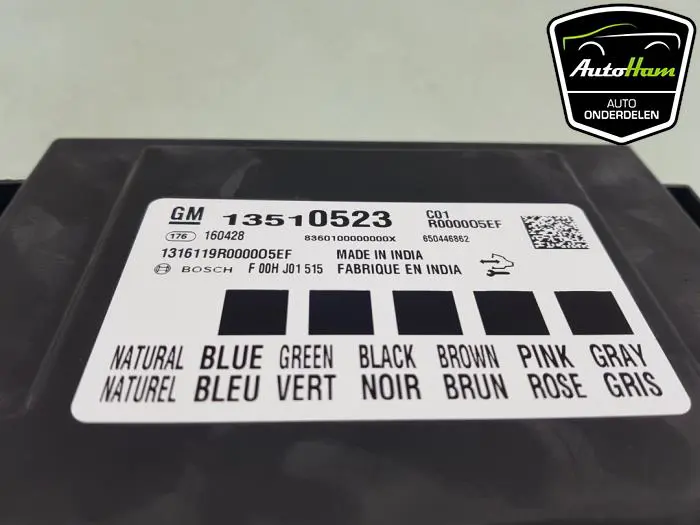 AutoHam
AUTO
ONDERDELEN
GM 13510523 C01
R000005EF
176 160428 8360100000000X 650446862
1316119R000005EF MADE IN INDIA
BOSCH F 00H J01 515 FABRIQUE EN INDIA
NATURAL BLUE GREEN BLACK BROWN PINK GRAY
NATUREL BLEU VERT NOIR BRUN ROSE GRIS